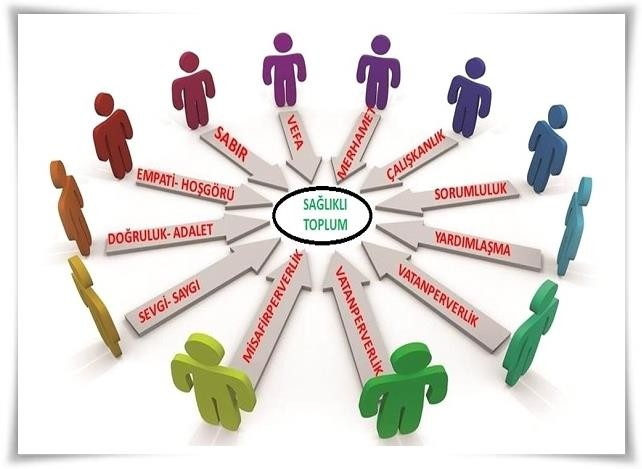 VEFA
MERHAMET
SABIR
ÇALIŞKANLIK
EMPATİ- HOŞGÖRÜ
SORUMLULUK
SAĞLIKLI
TOPLUM
DOĞRULUK- ADALET
YARDIMLAŞMA
SEVGİ- SAYGI
VATANPERVERLİK
MİSAFİRPERVERLİK
VATANPERVERLİK